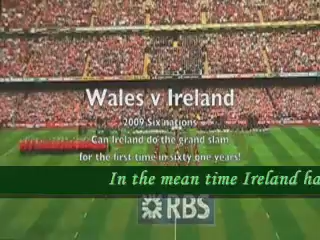 Wales v Ireland
2009 Six nations
Can Ireland do the grand slam
for the first time in sixty one years!
In the mean time Ireland ha
RBS